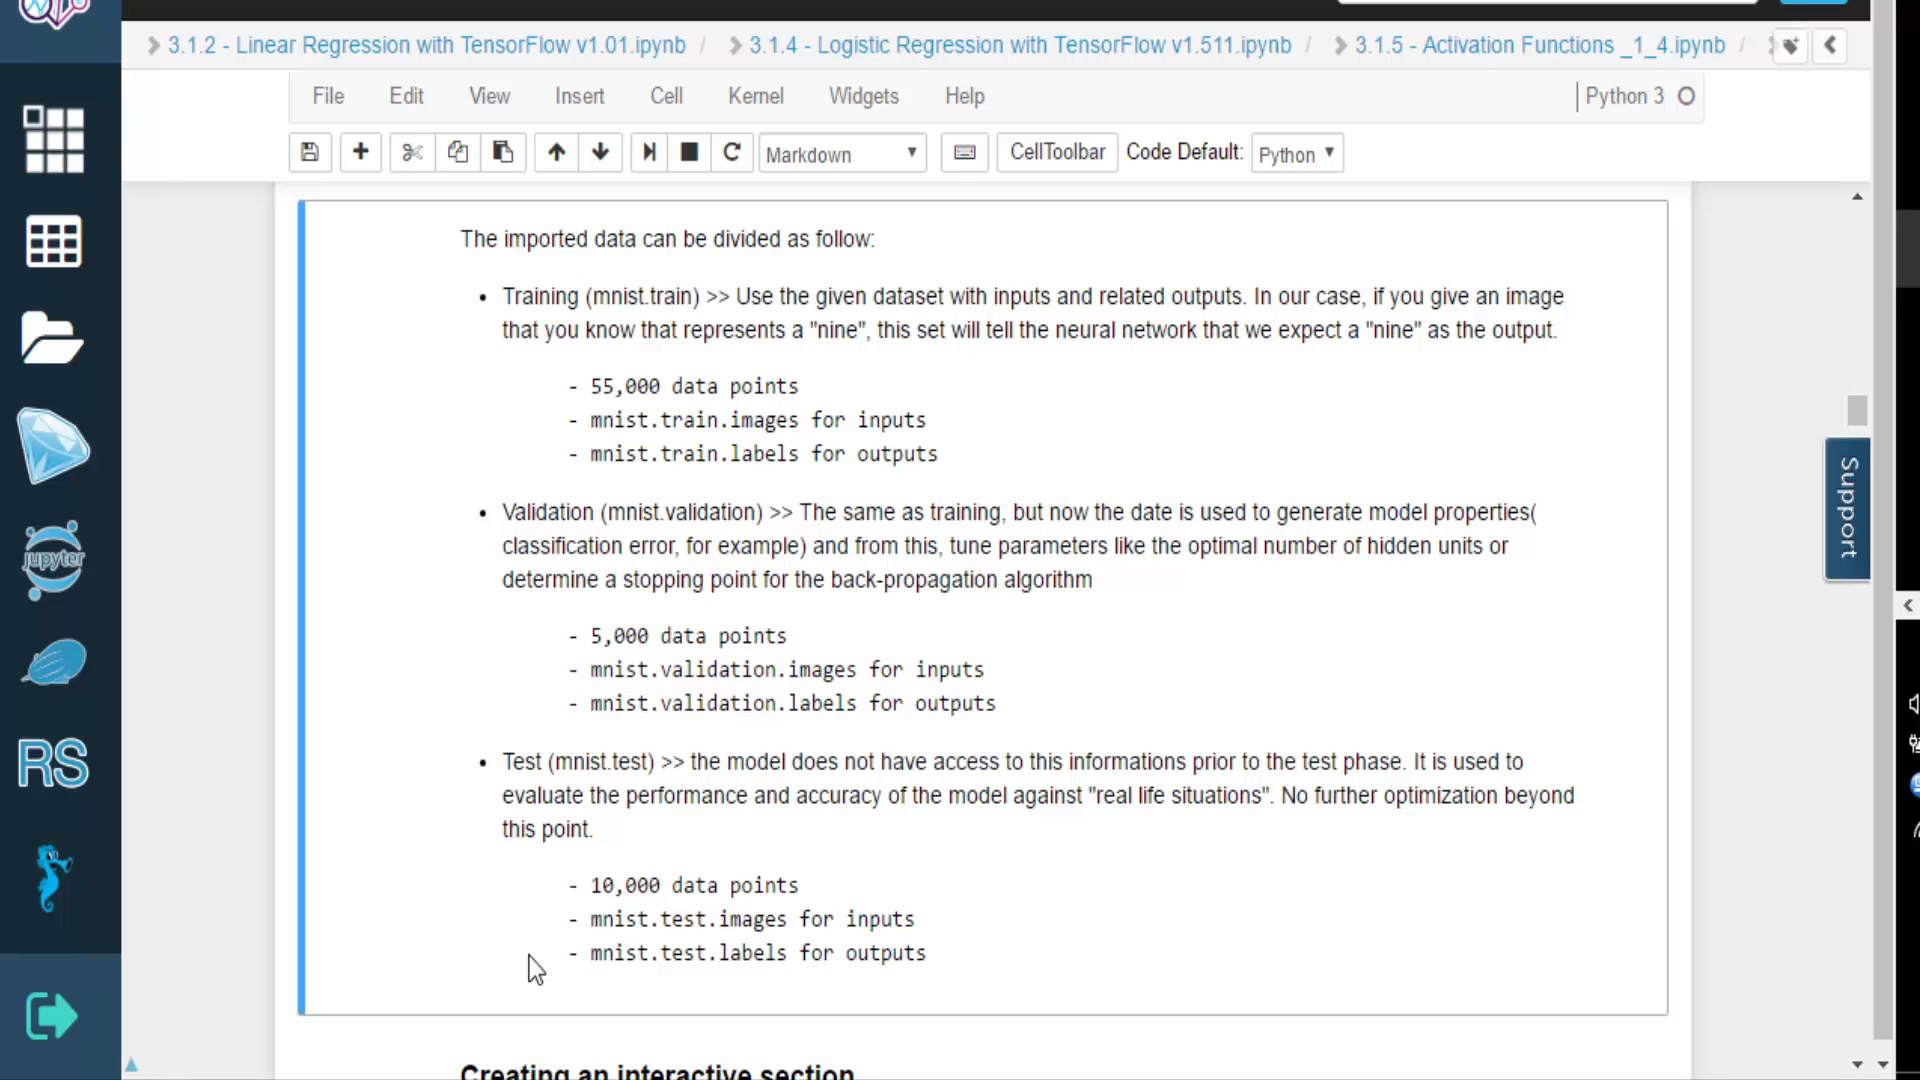 3.1.2 - Linear Regression with TensorFlow v1.01.ipynb / 3.1.4 - Logistic Regression with TensorFlow v1.511.ipynb / 3.1.5 - Activation Functions _1_4.ipynb /
File Edit View Insert Cell Kernel Widgets Help Python 3
Markdown CellToolbar Code Default: Python
The imported data can be divided as follow:
• Training (mnist.train) >> Use the given dataset with inputs and related outputs. In our case, if you give an image
that you know that represents a "nine", this set will tell the neural network that we expect a "nine" as the output.
- 55,000 data points
- mnist.train.images for inputs
- mnist.train.labels for outputs
• Validation (mnist.validation) >> The same as training, but now the date is used to generate model properties(
classification error, for example) and from this, tune parameters like the optimal number of hidden units or
determine a stopping point for the back-propagation algorithm
- 5,000 data points
- mnist.validation.images for inputs
- mnist.validation.labels for outputs
• Test (mnist.test) >> the model does not have access to this informations prior to the test phase. It is used to
evaluate the performance and accuracy of the model against "real life situations". No further optimization beyond
this point.
- 10,000 data points
- mnist.test.images for inputs
- mnist.test.labels for outputs
Creating an interactive section
jupyter
RS
Support